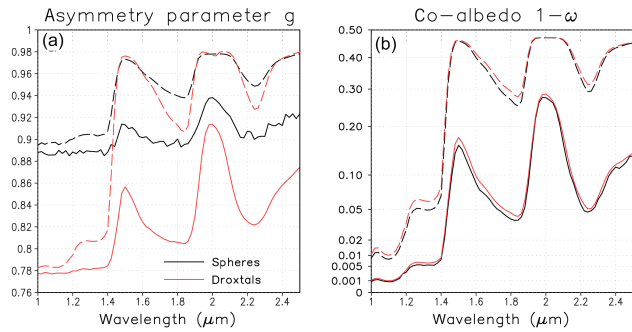 Asymmetry parameter g
(a)
1
0.98
0.96
0.94
0.92
0.9
0.88
0.86
0.84
0.82
0.8
0.78
0.76
1 1.2 1.4 1.6 1.8 2 2.2 2.4
Spheres
Droxtals
Wavelength (μm)
Co-albedo 1-ω
(b)
0.50
0.40
0.30
0.20
0.10
0.05
0.02
0.01
0.005
0.001
0
1 1.2 1.4 1.6 1.8 2 2.2 2.4
Wavelength (μm)